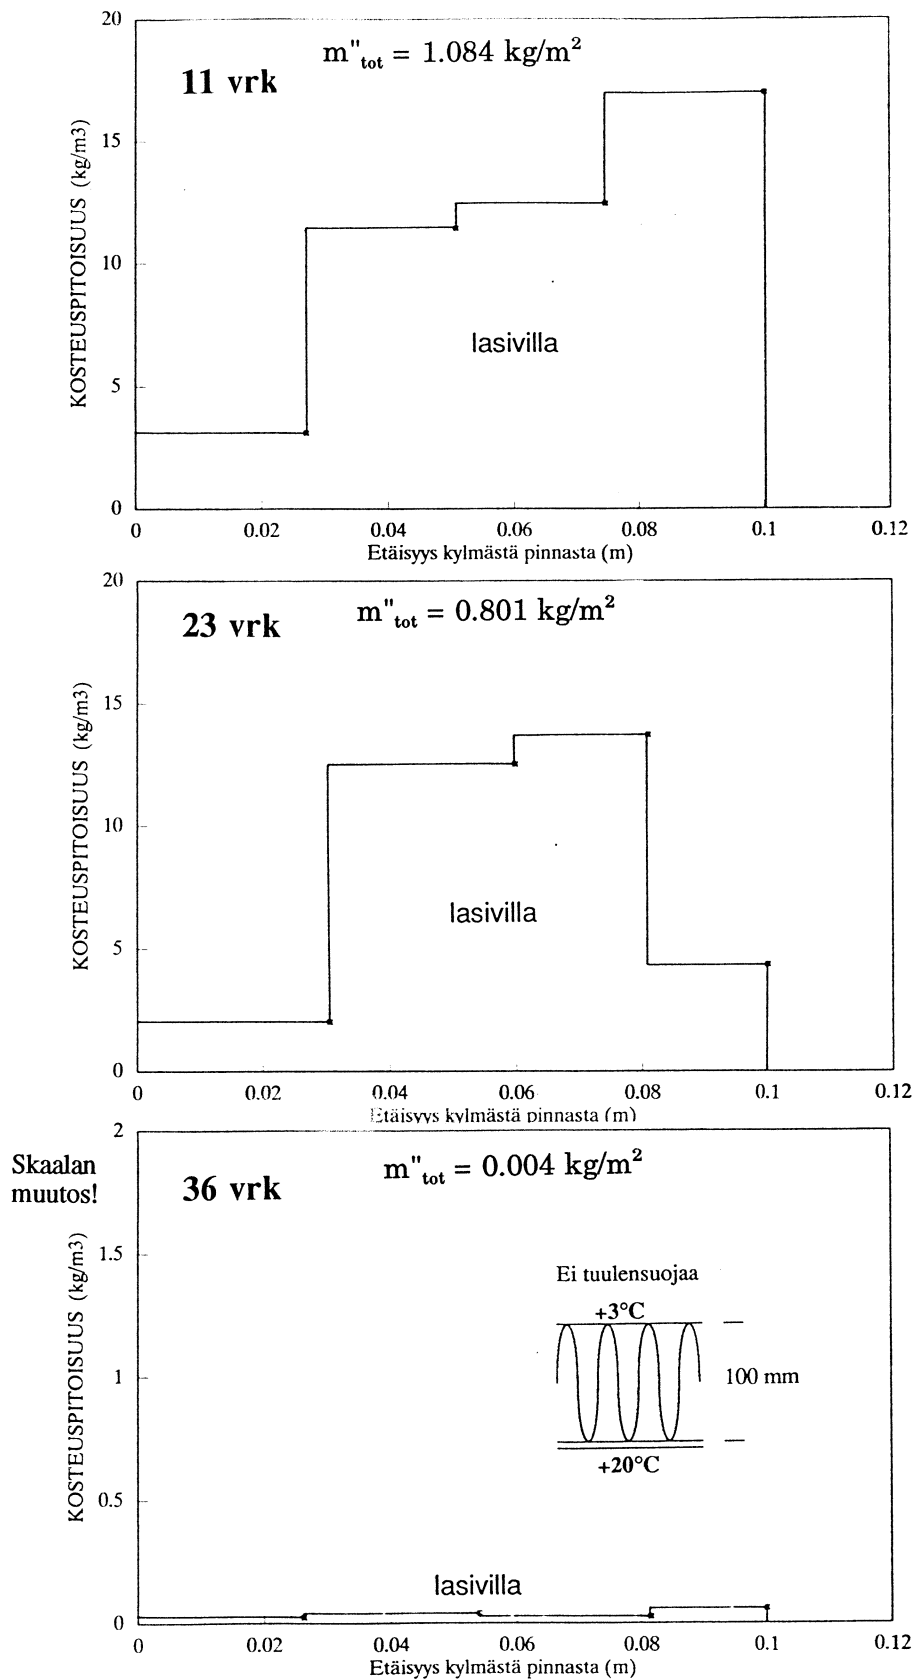 m"tot = 1.084 kg/m²
11 vrk
20
15
10
5
0
KOSTEUSPITOISUUS (kg/m3)
lasivilla
0 0.02 0.04 0.06 0.08 0.1 0.12
Etäisyys kylmästä pinnasta (m)
m"tot = 0.801 kg/m²
23 vrk
20
15
10
5
0
KOSTEUSPITOISUUS (kg/m3)
lasivilla
0 0.02 0.04 0.06 0.08 0.1 0.12
Etäisyys kylmästä pinnasta (m)
Skaalan
muutos!
m"tot = 0.004 kg/m²
36 vrk
2
1.5
1
0.5
0
KOSTEUSPITOISUUS (kg/m3)
Ei tuulensuojaa
+3°C
100 mm
+20°C
lasivilla
0 0.02 0.04 0.06 0.08 0.1 0.12
Etäisyys kylmästä pinnasta (m)